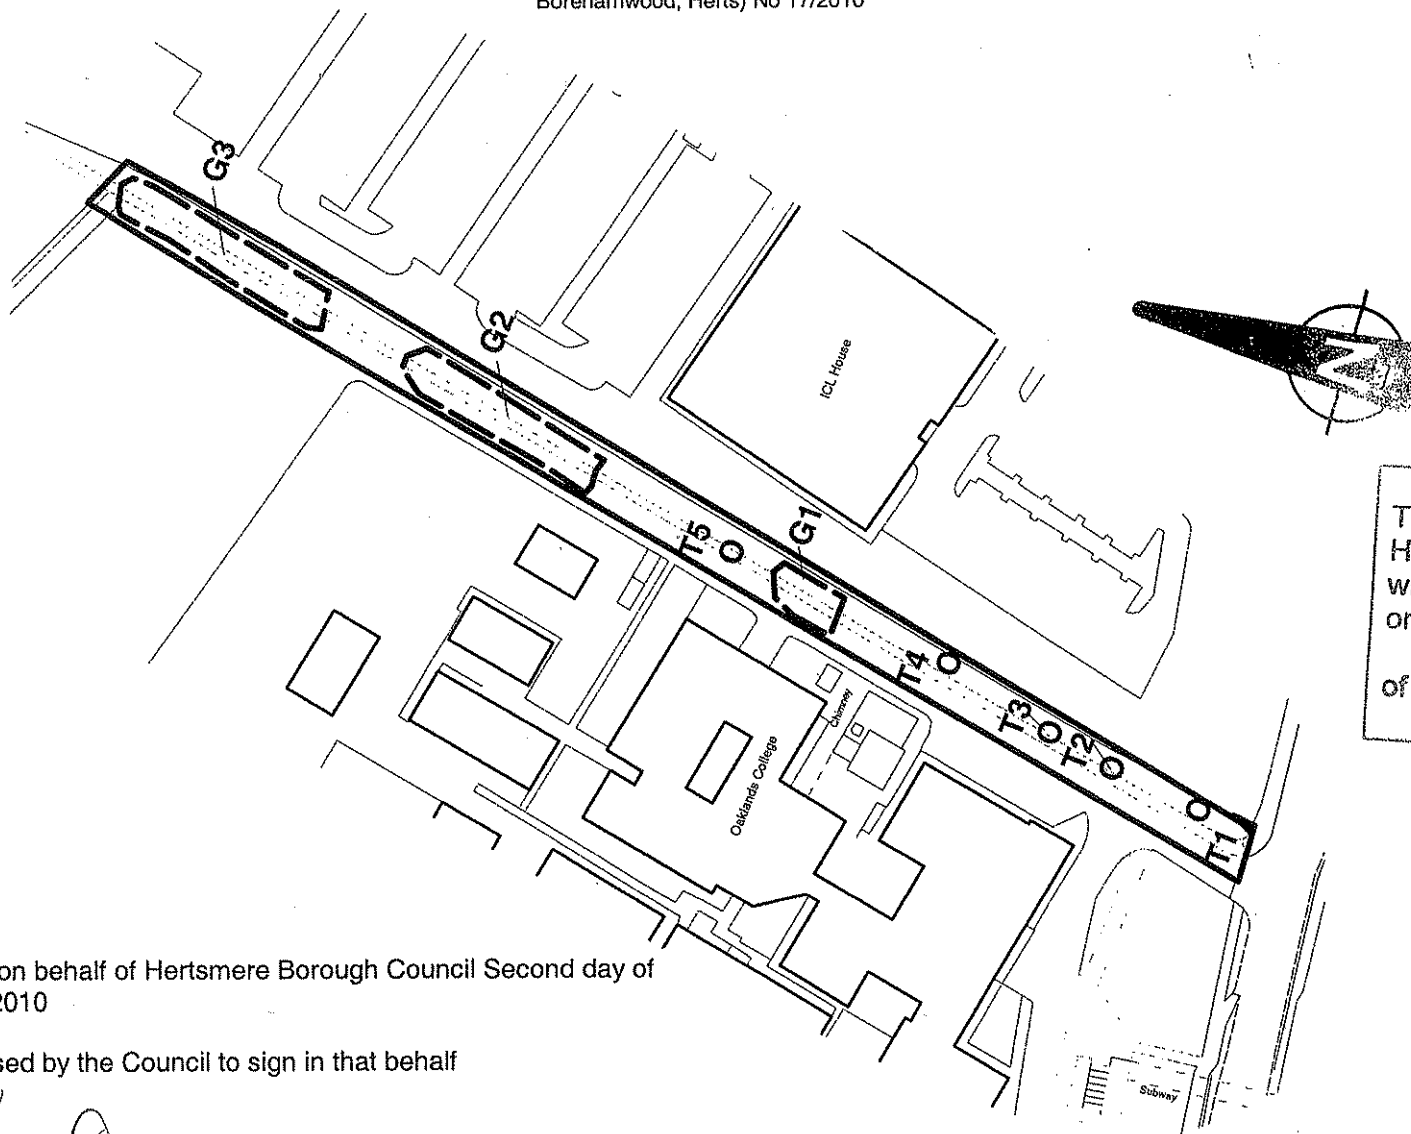 Borehamwood, Herts) No 17/2010
G3
G2
ICL House
N
T5
G1
T4
T3
T2
T1
Chimney
Oaklands College
T
H
w
of
on behalf of Hertsmere Borough Council Second day of
2010
sed by the Council to sign in that behalf
Subway